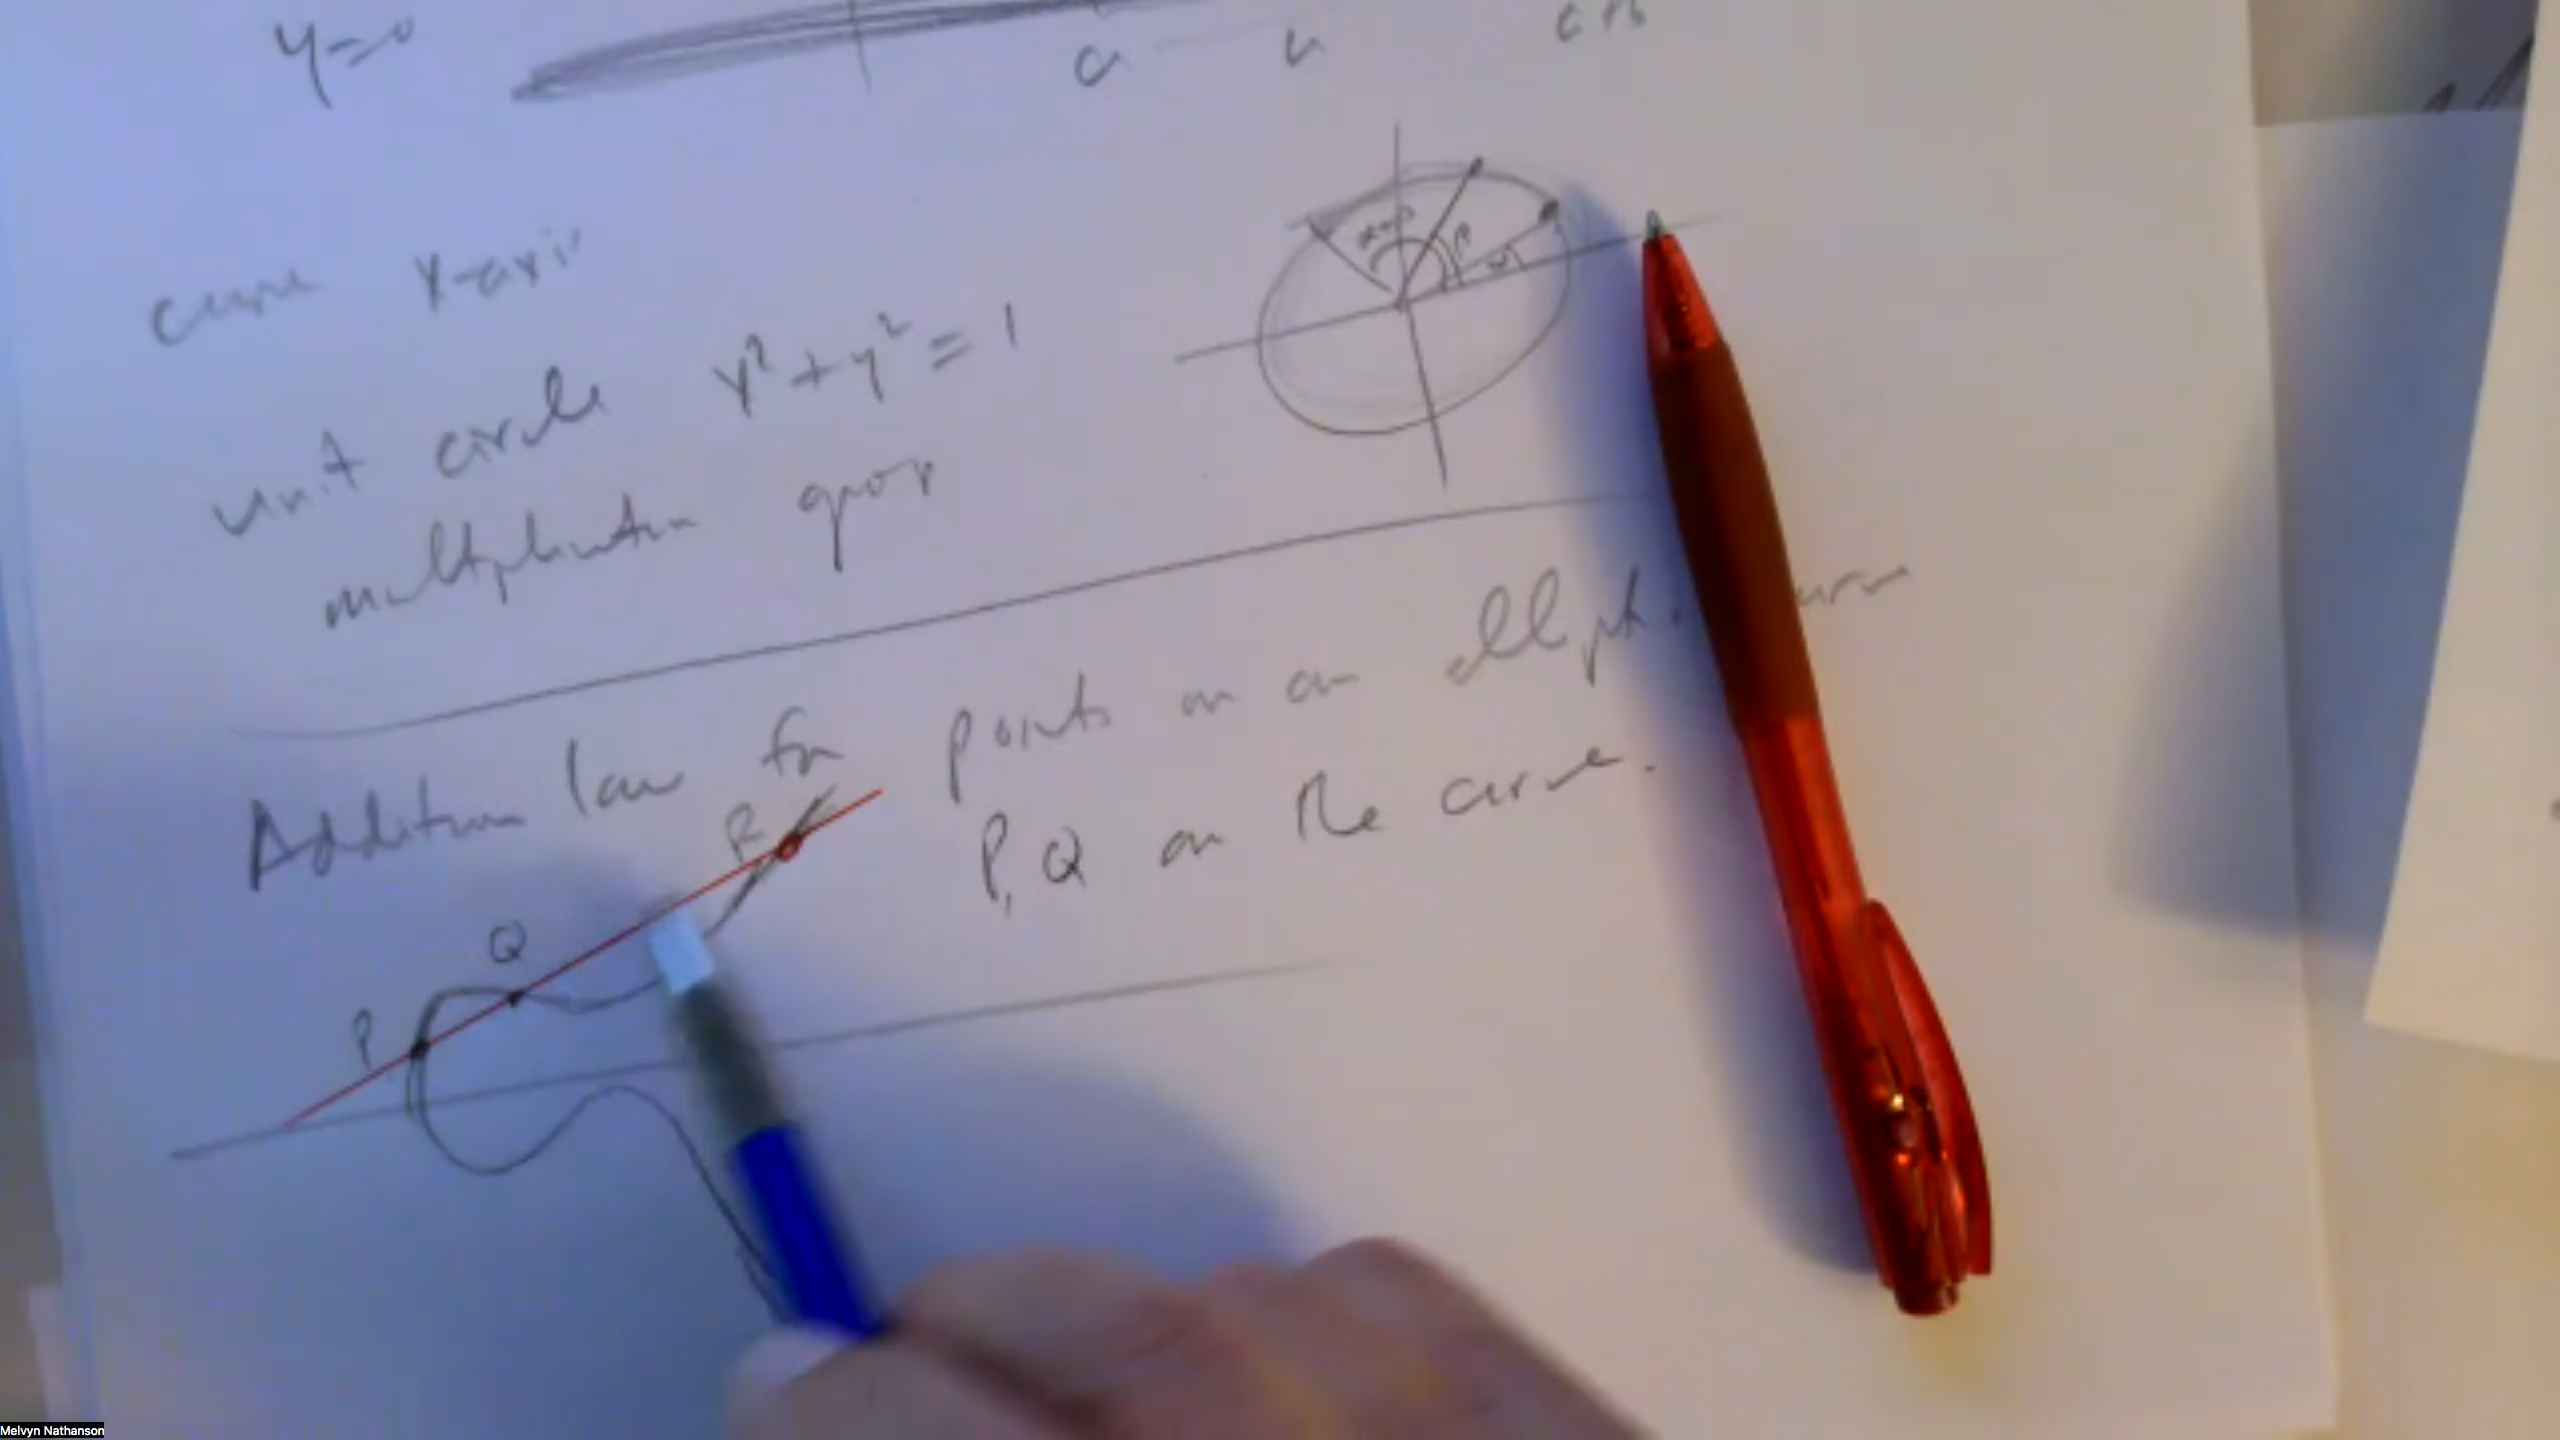 y=0
a
curve x-axis
α+β β α
unit circle x²+y²=1
multiplication group
Addition law for points on an ellipt. curve
R P, Q on the curve.
Q
P
Melvyn Nathanson